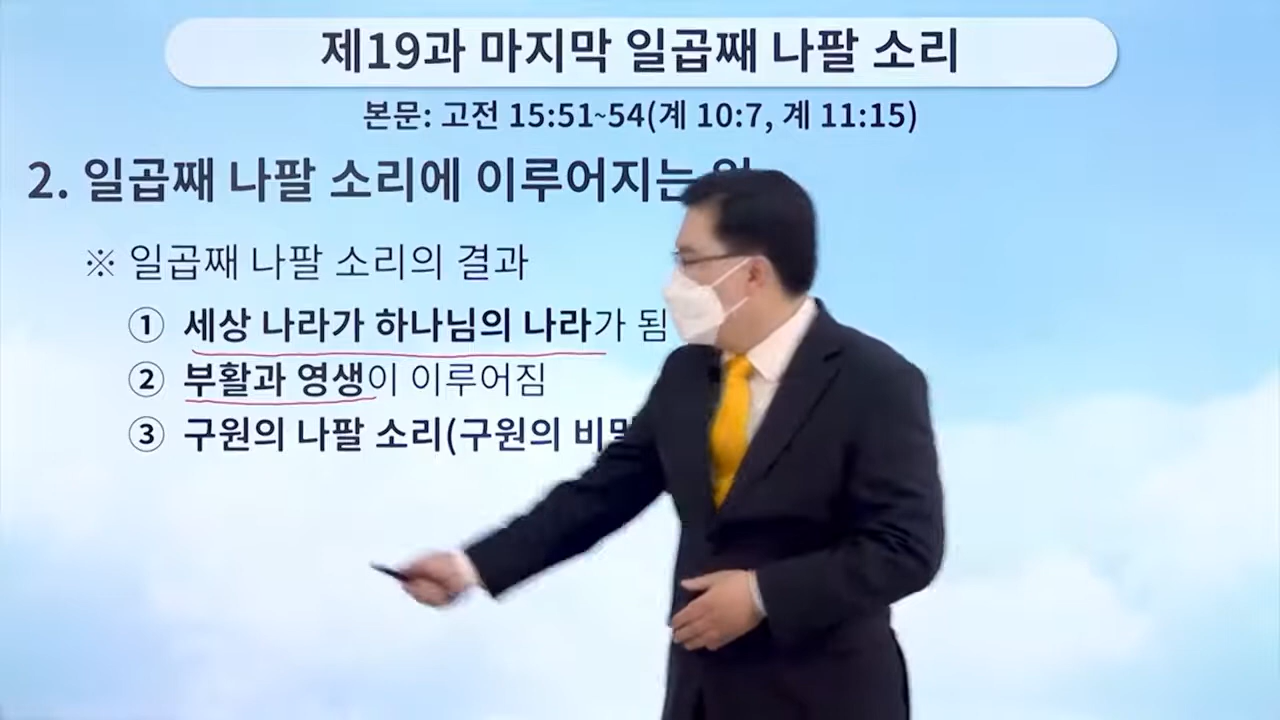 제19과 마지막 일곱째 나팔 소리
본문: 고전 15:51~54(계 10:7, 계 11:15)
2. 일곱째 나팔 소리에 이루어지는
※ 일곱째 나팔 소리의 결과
① 세상 나라가 하나님의 나라가 됨
② 부활과 영생이 이루어짐
③ 구원의 나팔 소리(구원의